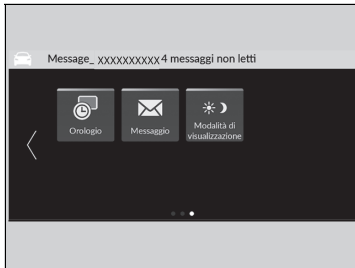 Message_ xxxxxxxxxx 4 messaggi non letti
Orologio
Messaggio
Modalità di
visualizzazione